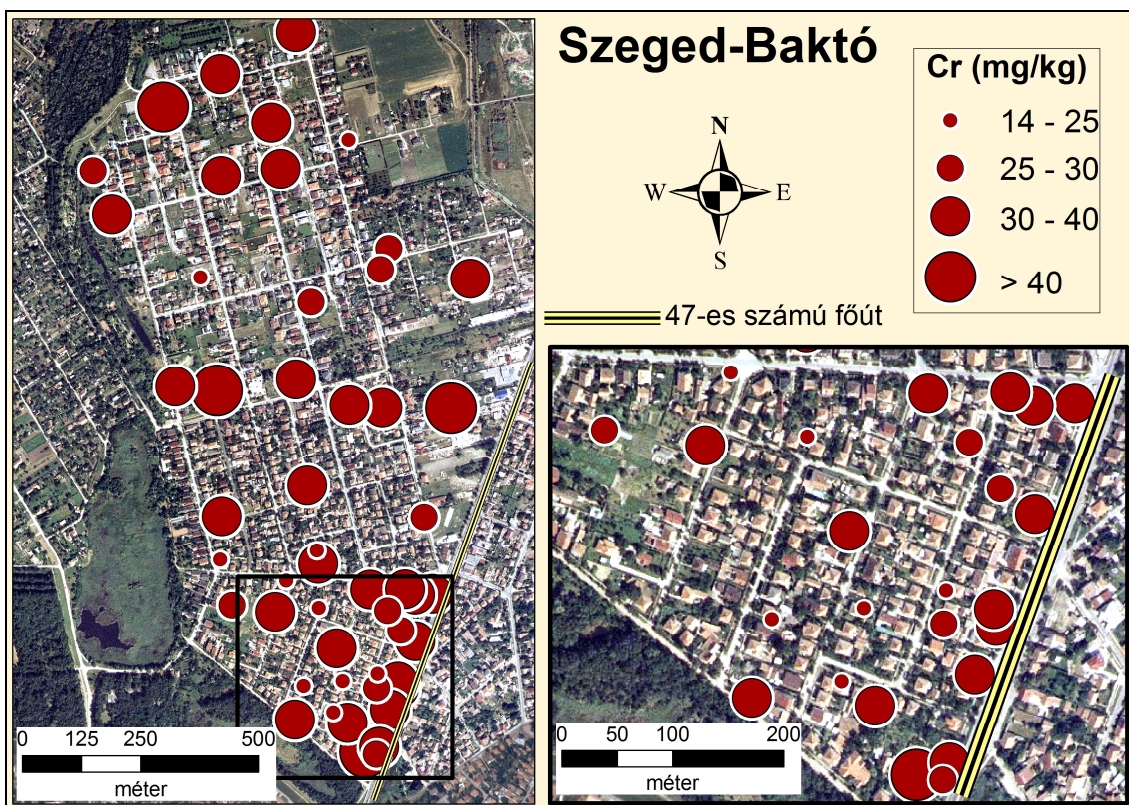 Szeged-Baktó
Cr (mg/kg)
14 - 25
25 - 30
30 - 40
> 40
N
W E
S
47-es számú főút
0 125 250 500
méter
0 50 100 200
méter